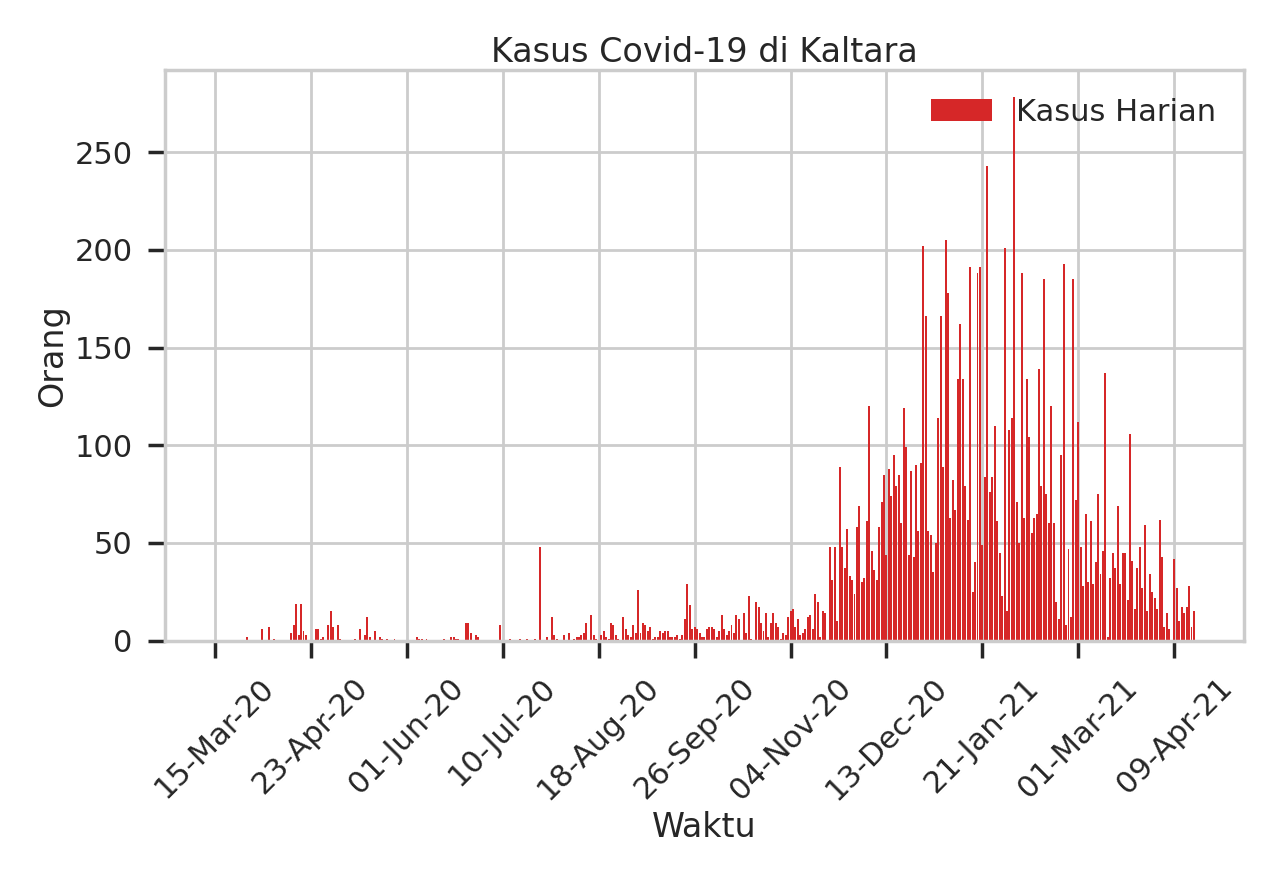 Kasus Covid-19 di Kaltara
Kasus Harian
Orang
250
200
150
100
50
0
15-Mar-20
23-Apr-20
01-Jun-20
10-Jul-20
18-Aug-20
26-Sep-20
04-Nov-20
13-Dec-20
21-Jan-21
01-Mar-21
09-Apr-21
Waktu